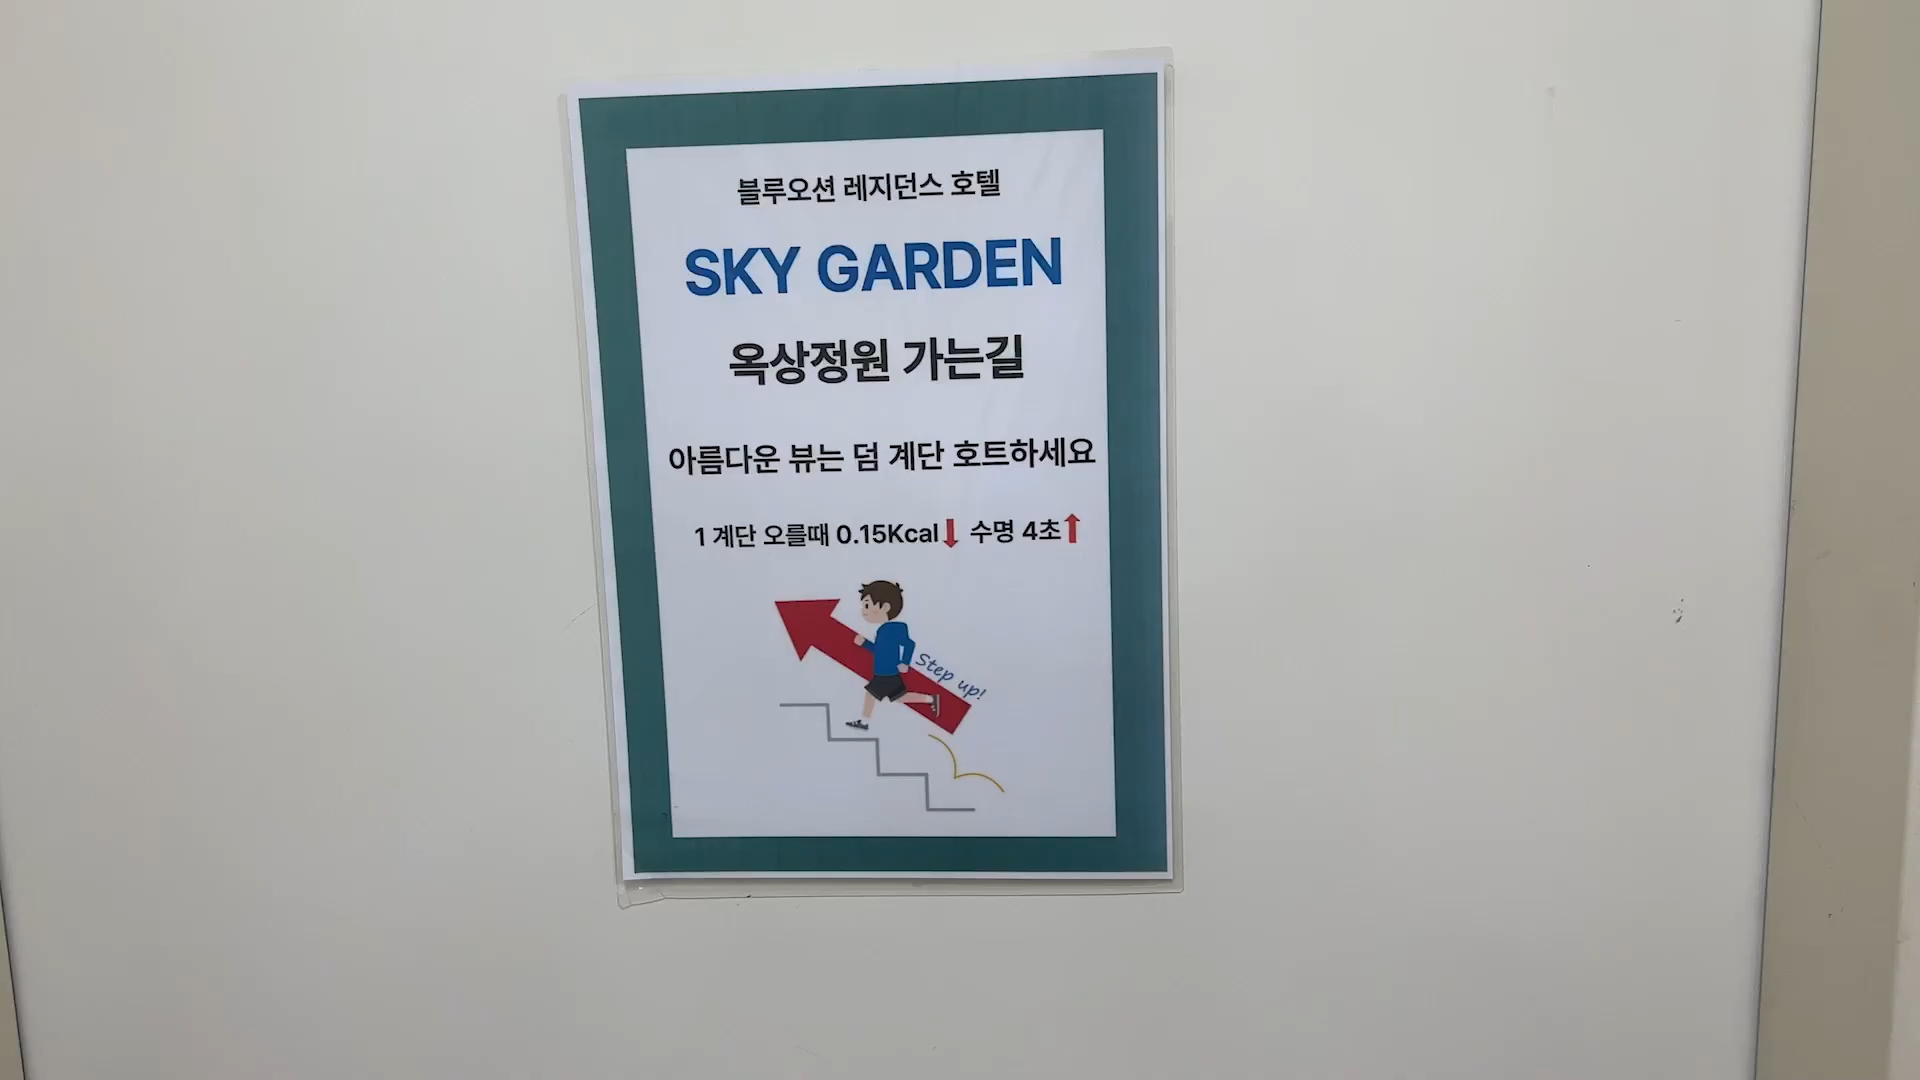 블루오션 레지던스 호텔
SKY GARDEN
옥상정원 가는길
아름다운 뷰는 덤 계단 호트하세요
1 계단 오를때 0.15Kcal⬇ 수명 4초⬆
Step up!